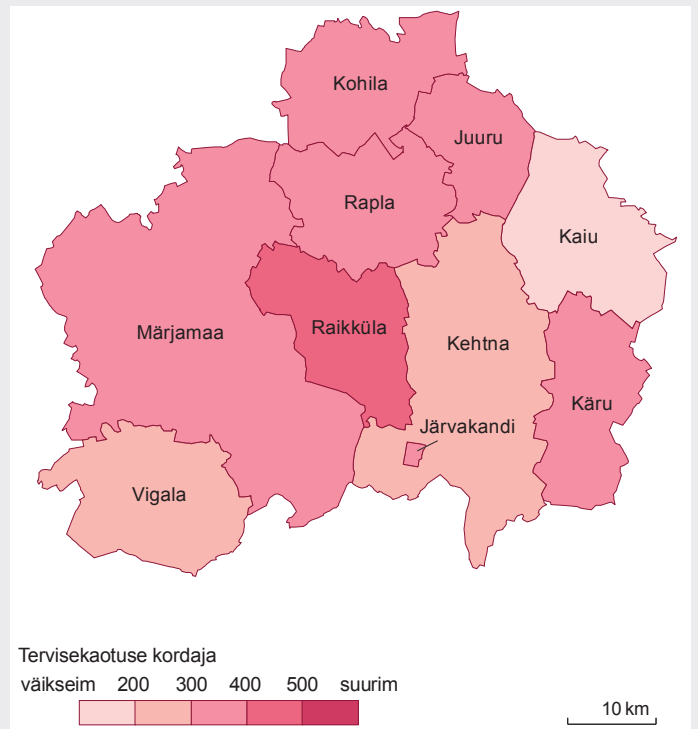 Kohila
Juuru
Rapla
Kaiu
Märjamaa
Raikküla
Kehtna
Käru
Järvakandi
Vigala
Tervisekaotuse kordaja
väikseim 200 300 400 500 suurim
10 km